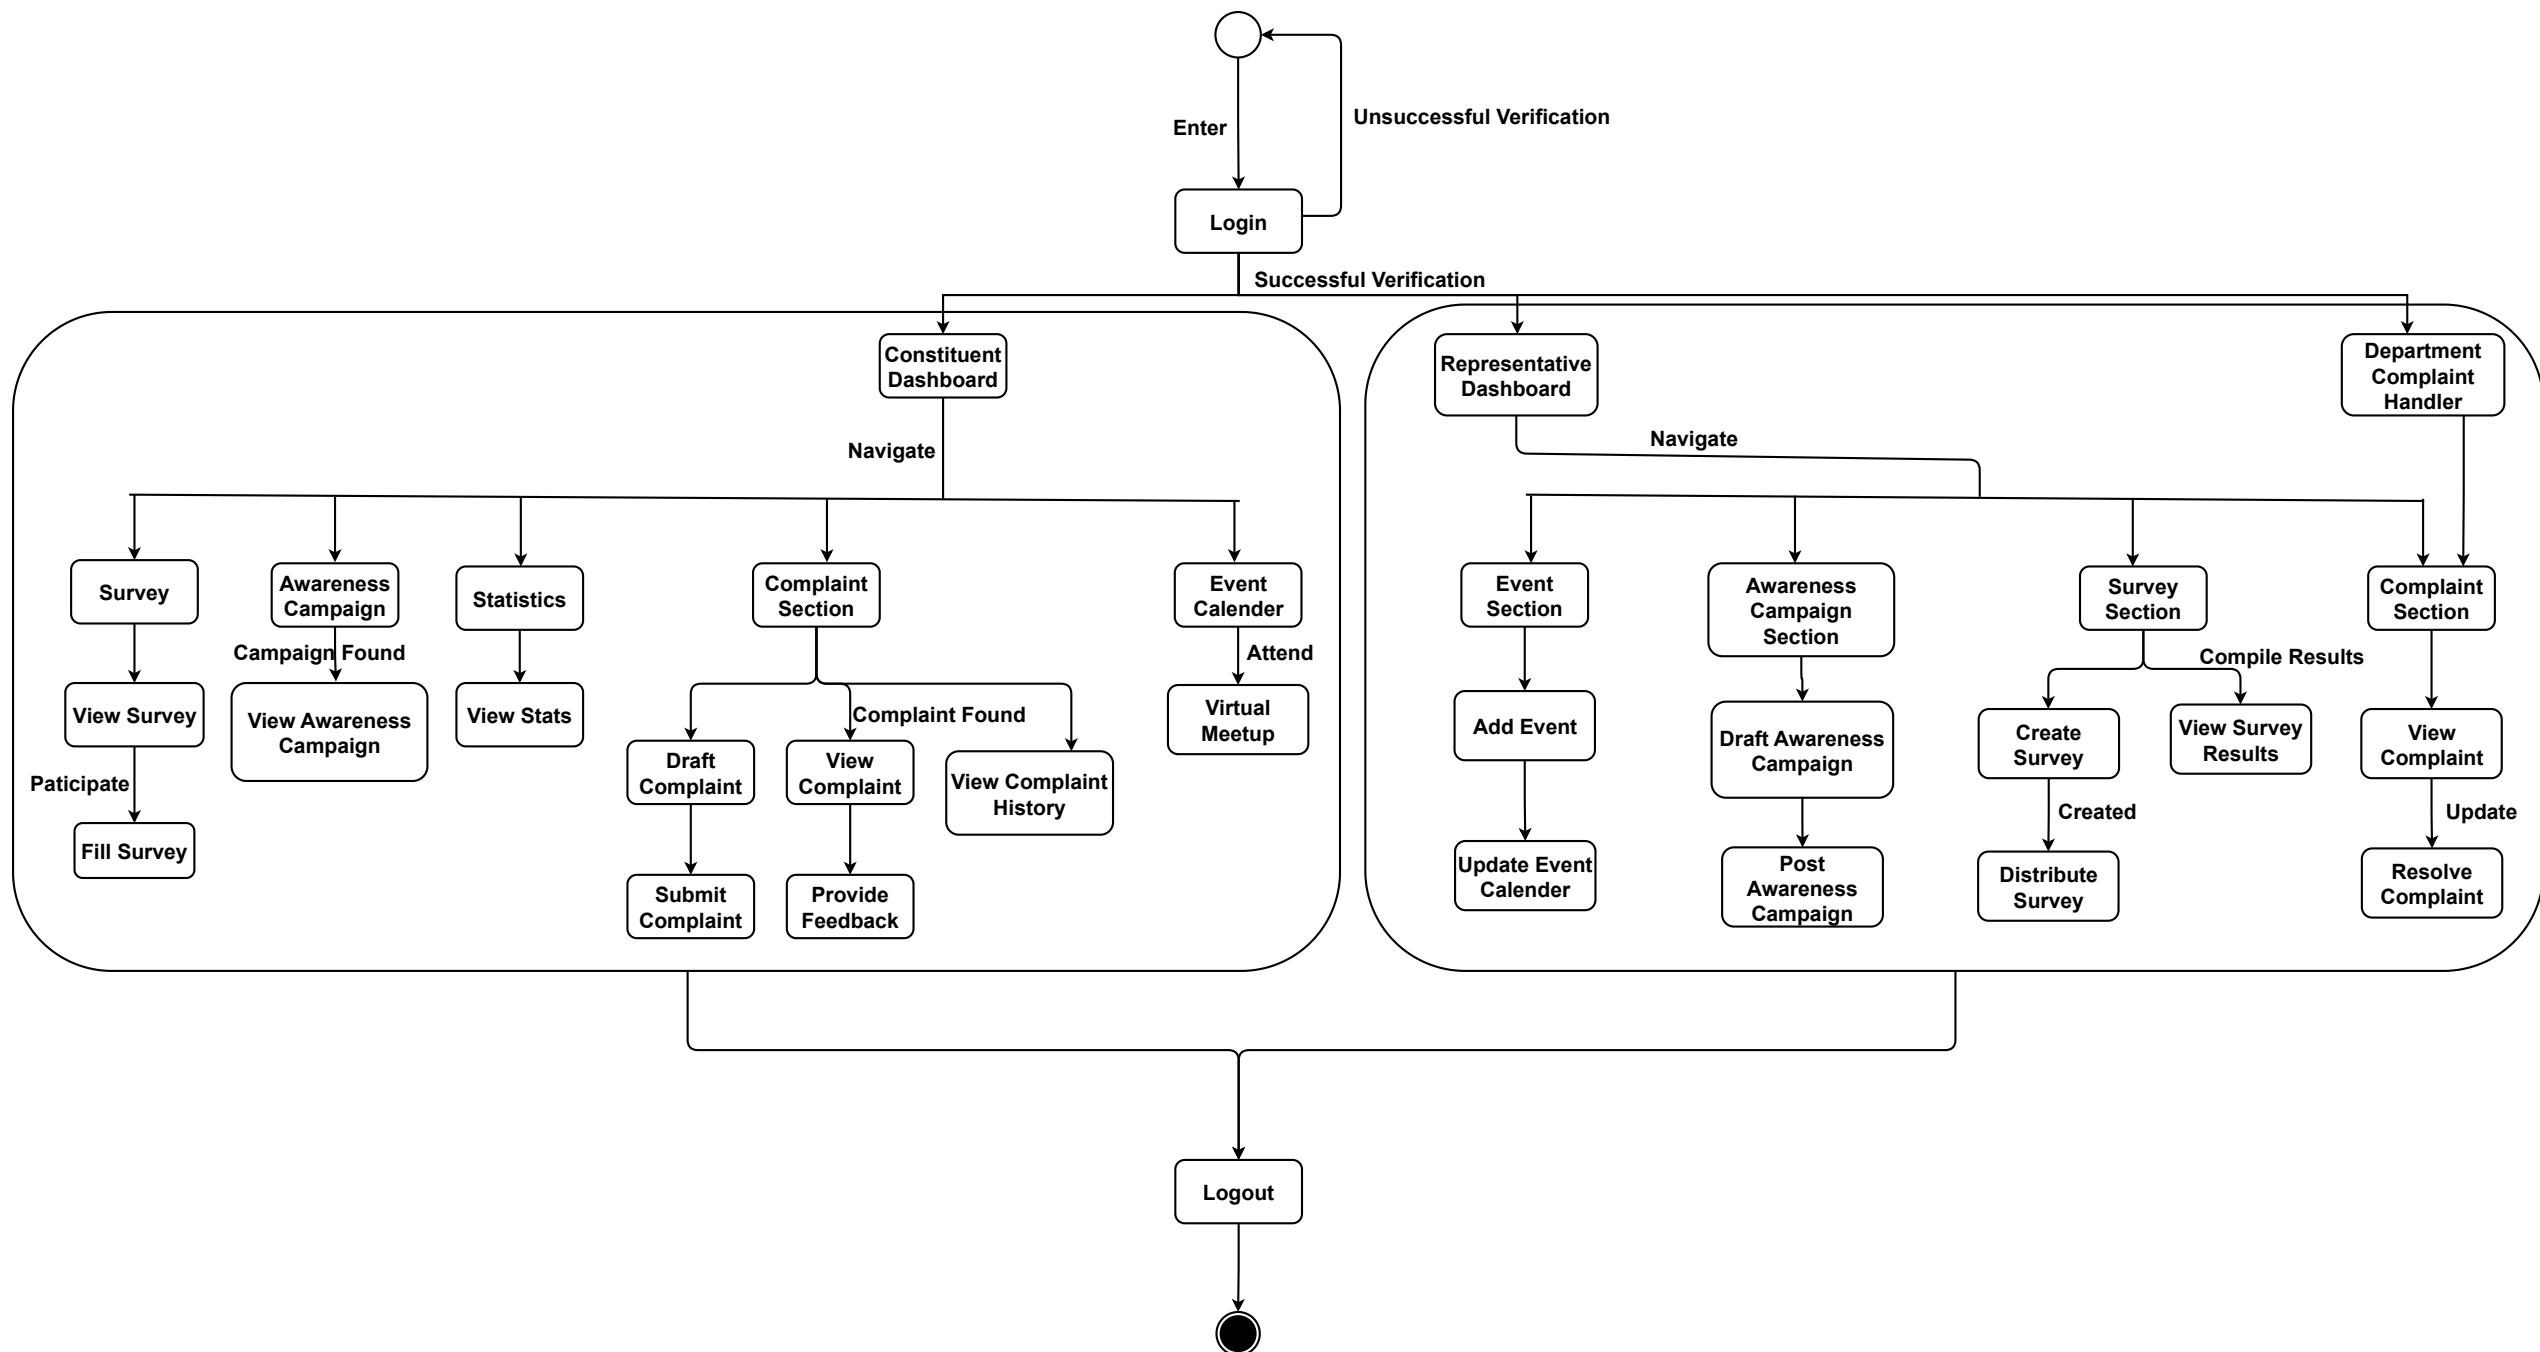 Enter
Unsuccessful Verification
Login
Successful Verification
Constituent
Dashboard
Navigate
Survey
Awareness
Campaign
Statistics
Complaint
Section
Event
Calender
Campaign Found
Attend
View Survey
View Awareness
Campaign
View Stats
Complaint Found
Virtual
Meetup
Draft
Complaint
View
Complaint
View Complaint
History
Paticipate
Fill Survey
Submit
Complaint
Provide
Feedback
Representative
Dashboard
Department
Complaint
Handler
Navigate
Event
Section
Awareness
Campaign
Section
Survey
Section
Complaint
Section
Compile Results
Add Event
Draft Awareness
Campaign
Create
Survey
View Survey
Results
View
Complaint
Created
Update
Update Event
Calender
Post
Awareness
Campaign
Distribute
Survey
Resolve
Complaint
Logout